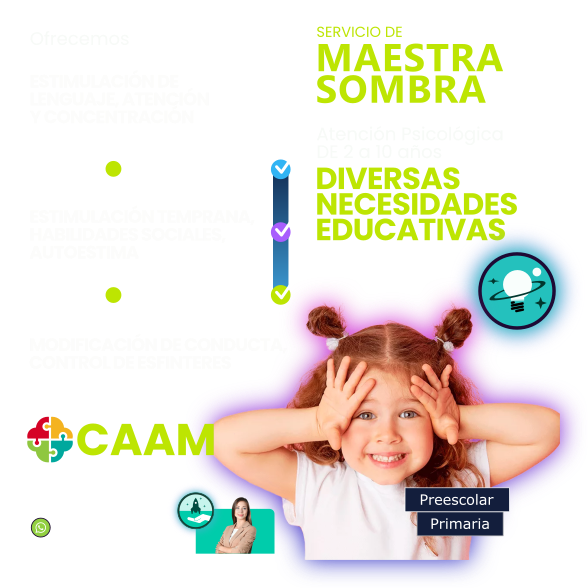 Ofrecemos
ESTIMULACIÓN DE
LENGUAJE, ATENCIÓN
Y CONCENTRACIÓN
ESTIMULACIÓN TEMPRANA,
HABILIDADES SOCIALES,
AUTOESTIMA
MODIFICACIÓN DE CONDUCTA,
CONTROL DE ESFÍNTERES
CAAM
SERVICIO DE
MAESTRA
SOMBRA
Atención Psicológica
DE 2 a 10 años
DIVERSAS
NECESIDADES
EDUCATIVAS
Preescolar
Primaria